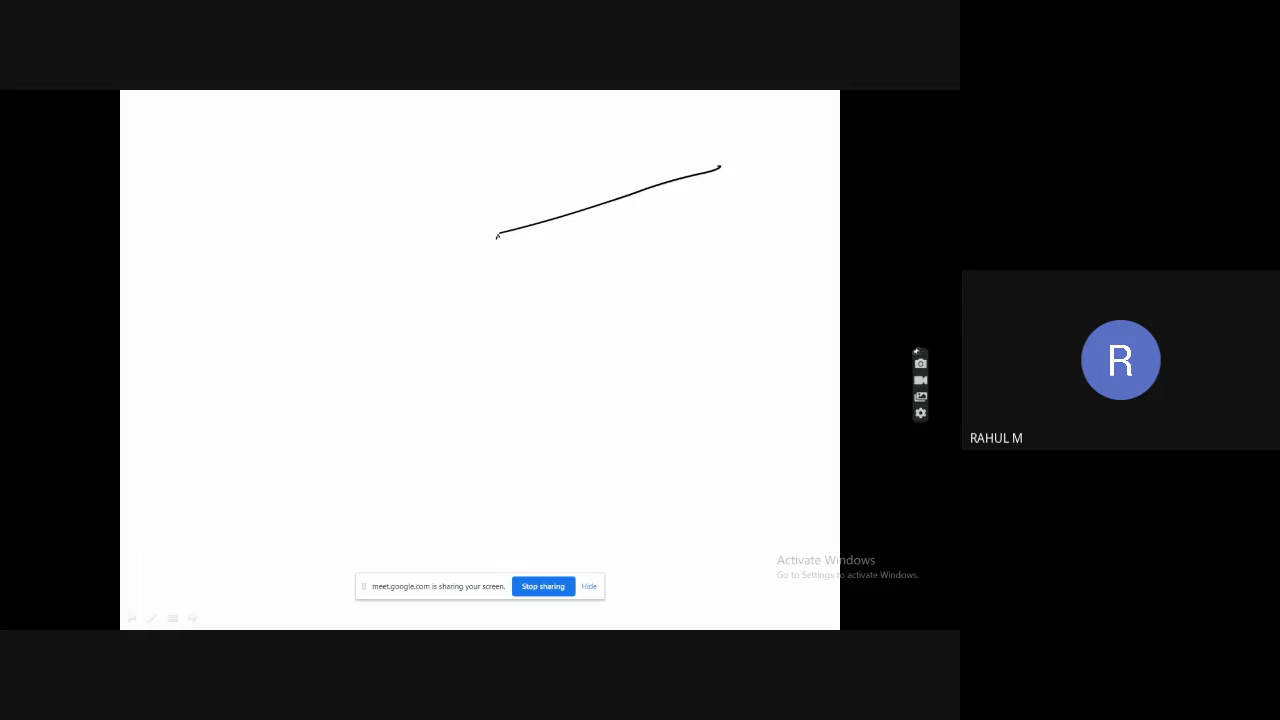 R
RAHUL M
Activate Windows
Go to Settings to activate Windows.
meet.google.com is sharing your screen. Stop sharing Hide